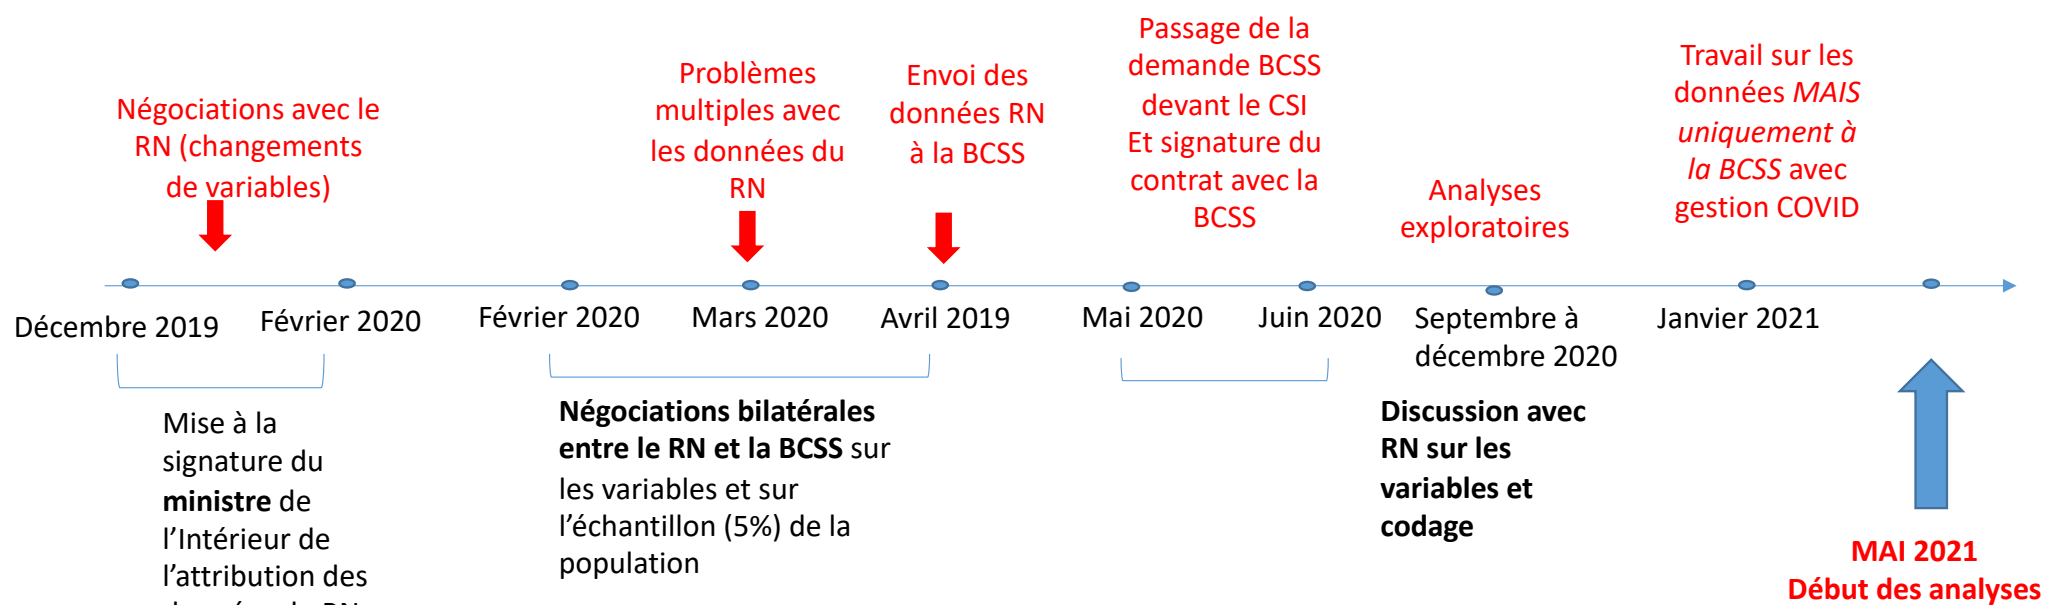 Négociations avec le
RN (changements
de variables)
Problèmes
multiples avec
les données du
RN
Envoi des
données RN
à la BCSS
Passage de la
demande BCSS
devant le CSI
Et signature du
contrat avec la
BCSS
Analyses
exploratoires
Travail sur les
données MAIS
uniquement à
la BCSS avec
gestion COVID
Décembre 2019
Février 2020
Février 2020
Mars 2020
Avril 2019
Mai 2020
Juin 2020
Septembre à
décembre 2020
Janvier 2021
Mise à la
signature du
ministre de
l’Intérieur de
l’attribution des
Négociations bilatérales
entre le RN et la BCSS sur
les variables et sur
l’échantillon (5%) de la
population
Discussion avec
RN sur les
variables et
codage
MAI 2021
Début des analyses